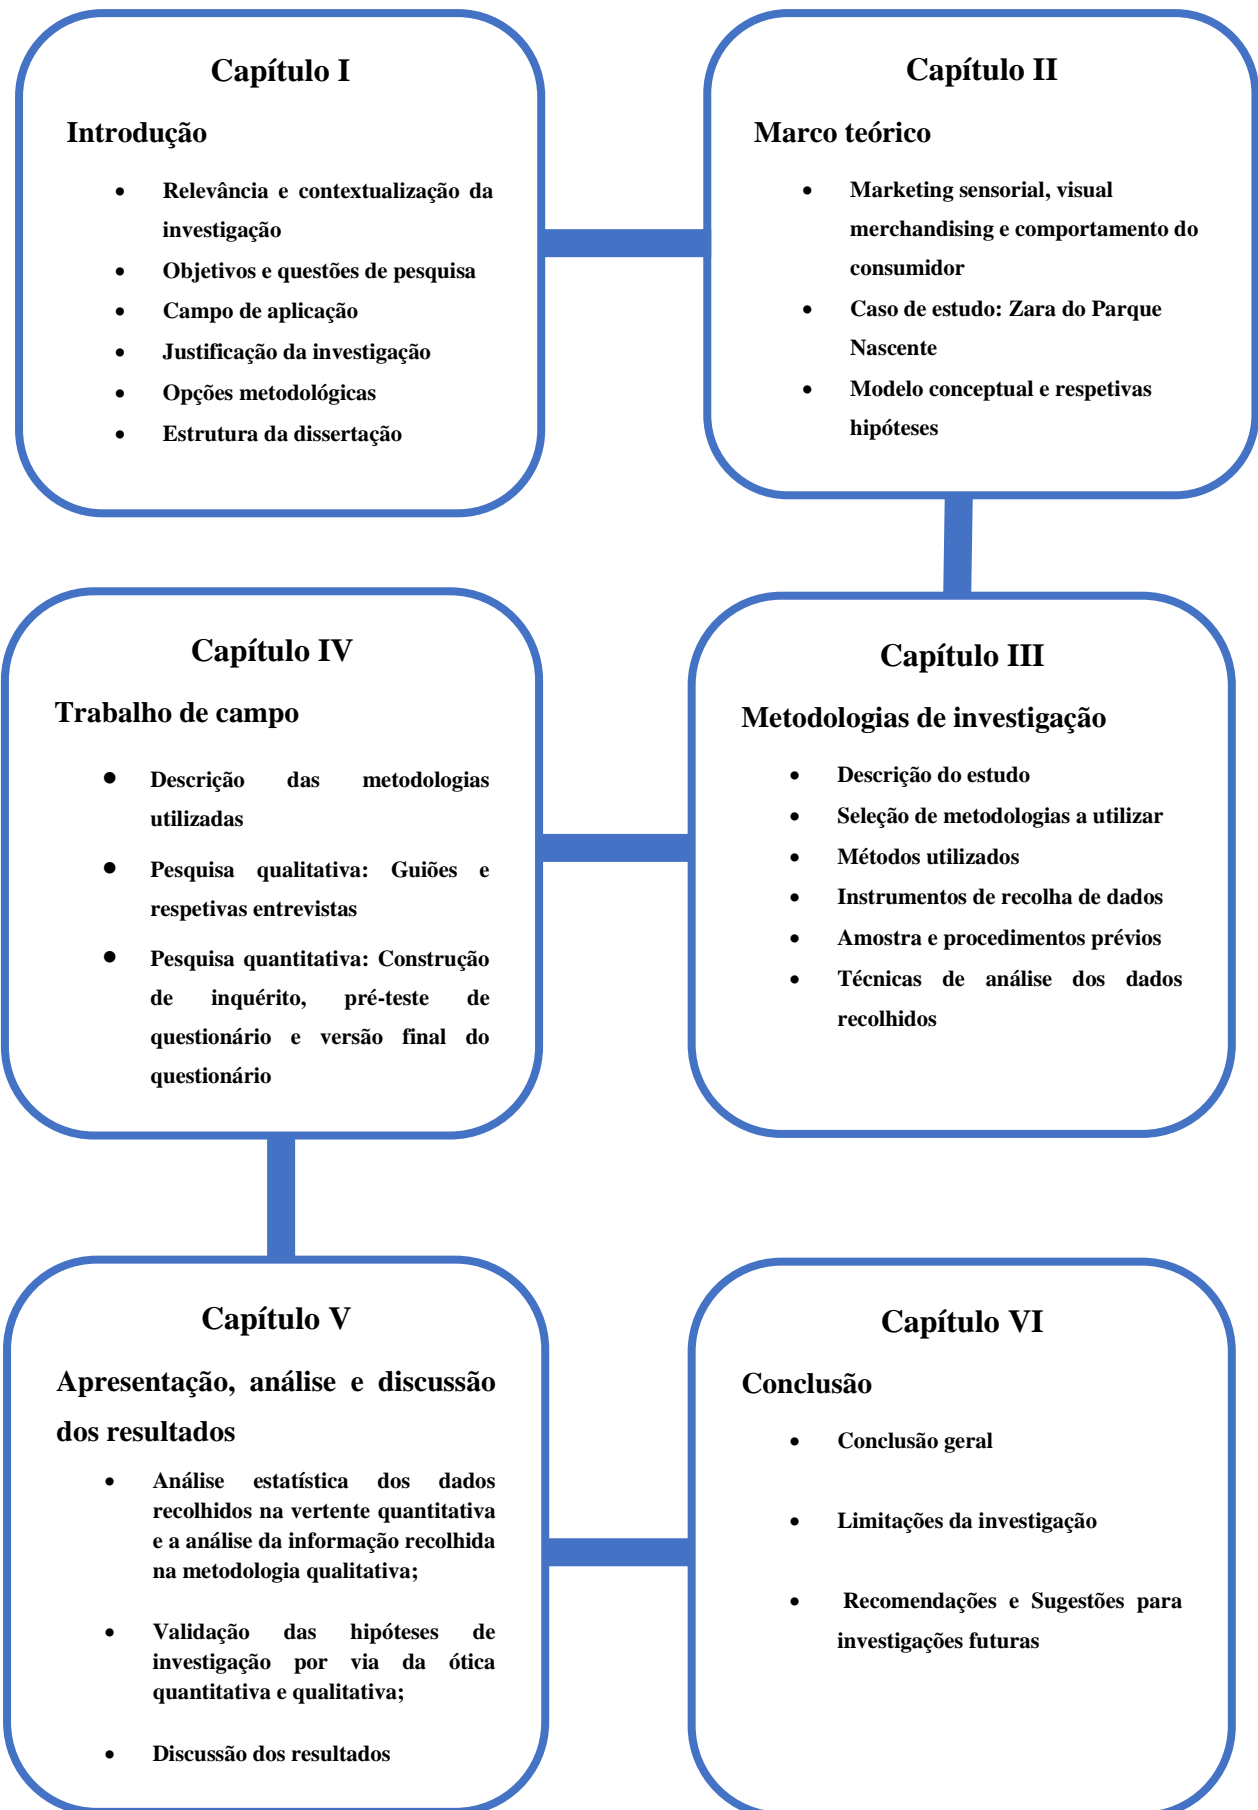 Capítulo I
Introdução
• Relevância e contextualização da
investigação
• Objetivos e questões de pesquisa
• Campo de aplicação
• Justificação da investigação
• Opções metodológicas
• Estrutura da dissertação
Capítulo II
Marco teórico
• Marketing sensorial, visual
merchandising e comportamento do
consumidor
• Caso de estudo: Zara do Parque
Nascente
• Modelo conceptual e respetivas
hipóteses
Capítulo III
Metodologias de investigação
• Descrição do estudo
• Seleção de metodologias a utilizar
• Métodos utilizados
• Instrumentos de recolha de dados
• Amostra e procedimentos prévios
• Técnicas de análise dos dados
recolhidos
Capítulo IV
Trabalho de campo
• Descrição das metodologias
utilizadas
• Pesquisa qualitativa: Guiões e
respetivas entrevistas
• Pesquisa quantitativa: Construção
de inquérito, pré-teste de
questionário e versão final do
questionário
Capítulo V
Apresentação, análise e discussão
dos resultados
• Análise estatística dos dados
recolhidos na vertente quantitativa
e a análise da informação recolhida
na metodologia qualitativa;
• Validação das hipóteses de
investigação por via da ótica
quantitativa e qualitativa;
• Discussão dos resultados
Capítulo VI
Conclusão
• Conclusão geral
• Limitações da investigação
• Recomendações e Sugestões para
investigações futuras